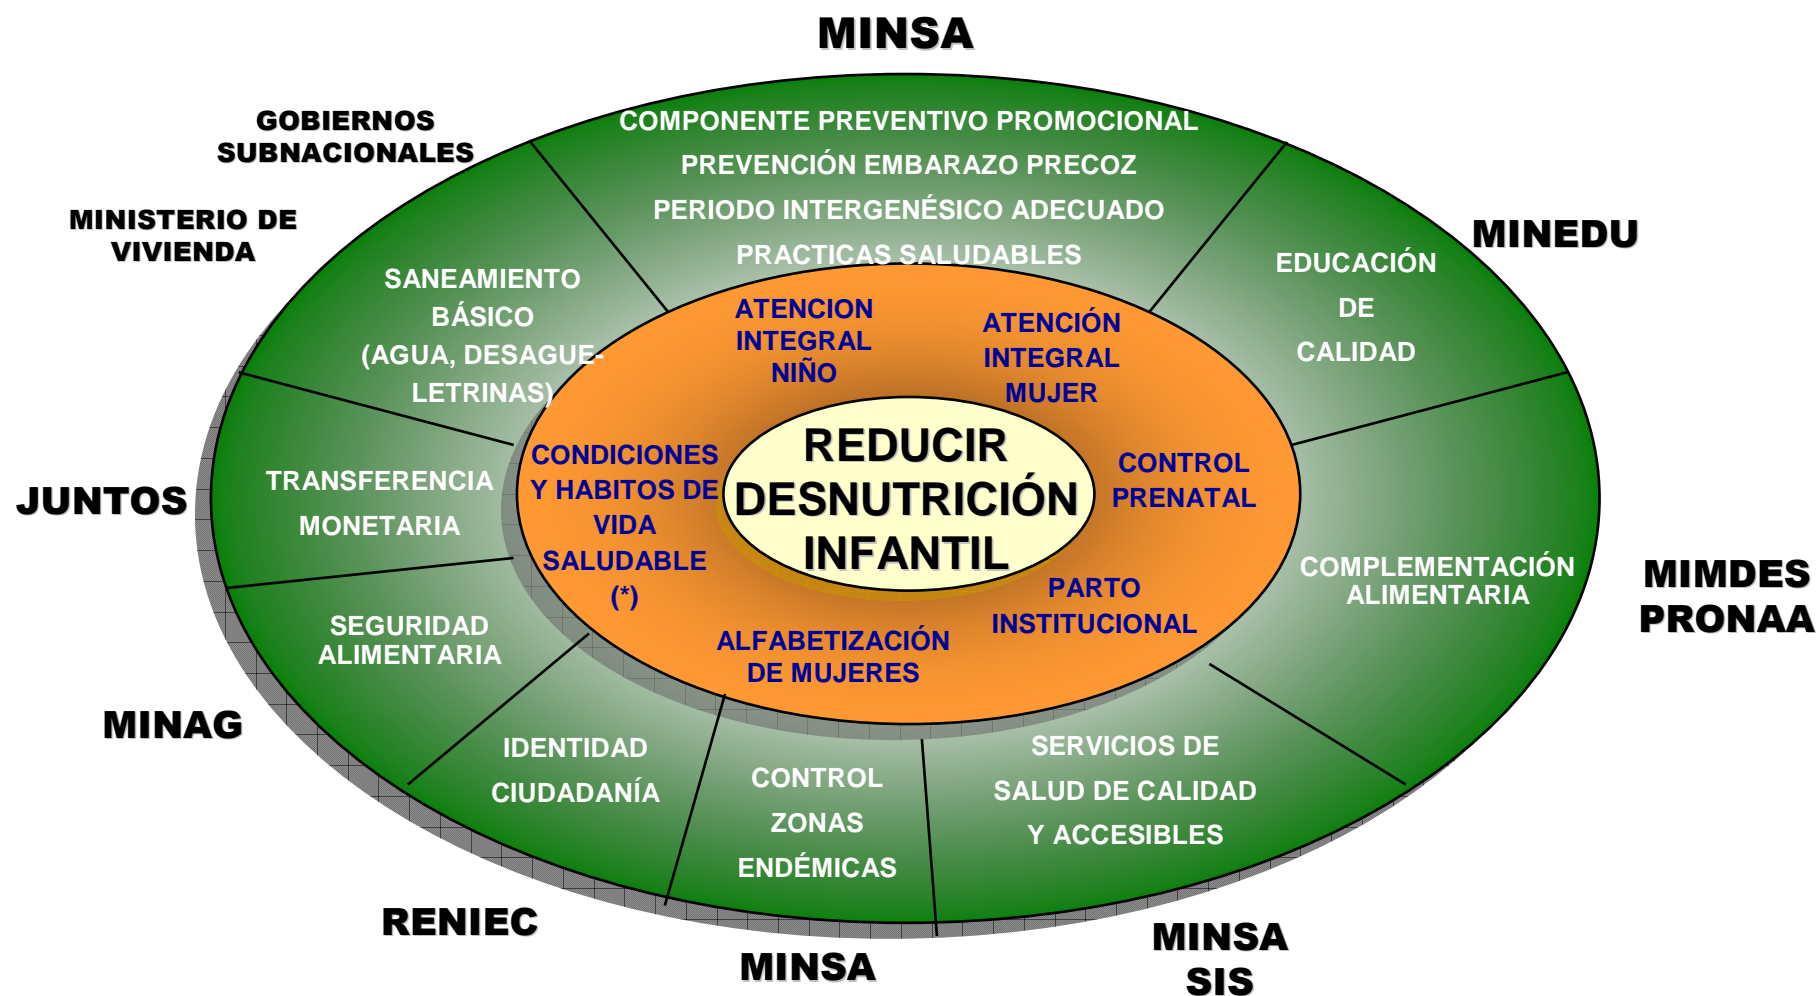 MINSA
GOBIERNOS
SUBNACIONALES
MINISTERIO DE
VIVIENDA
COMPONENTE PREVENTIVO PROMOCIONAL
PREVENCIÓN EMBARAZO PRECOZ
PERIODO INTERGENÉSICO ADECUADO
PRACTICAS SALUDABLES
MINEDU
EDUCACIÓN
DE
CALIDAD
SANEAMIENTO
BÁSICO
(AGUA, DESAGUE-
LETRINAS)
ATENCION
INTEGRAL
NIÑO
ATENCIÓN
INTEGRAL
MUJER
CONDICIONES
Y HABITOS DE
VIDA
SALUDABLE
(*)
REDUCIR
DESNUTRICIÓN
INFANTIL
CONTROL
PRENATAL
JUNTOS
TRANSFERENCIA
MONETARIA
COMPLEMENTACIÓN
ALIMENTARIA
MIMDES
PRONAA
PARTO
INSTITUCIONAL
ALFABETIZACIÓN
DE MUJERES
SEGURIDAD
ALIMENTARIA
MINAG
IDENTIDAD
CIUDADANÍA
CONTROL
ZONAS
ENDÉMICAS
SERVICIOS DE
SALUD DE CALIDAD
Y ACCESIBLES
RENIEC
MINSA
MINSA
SIS